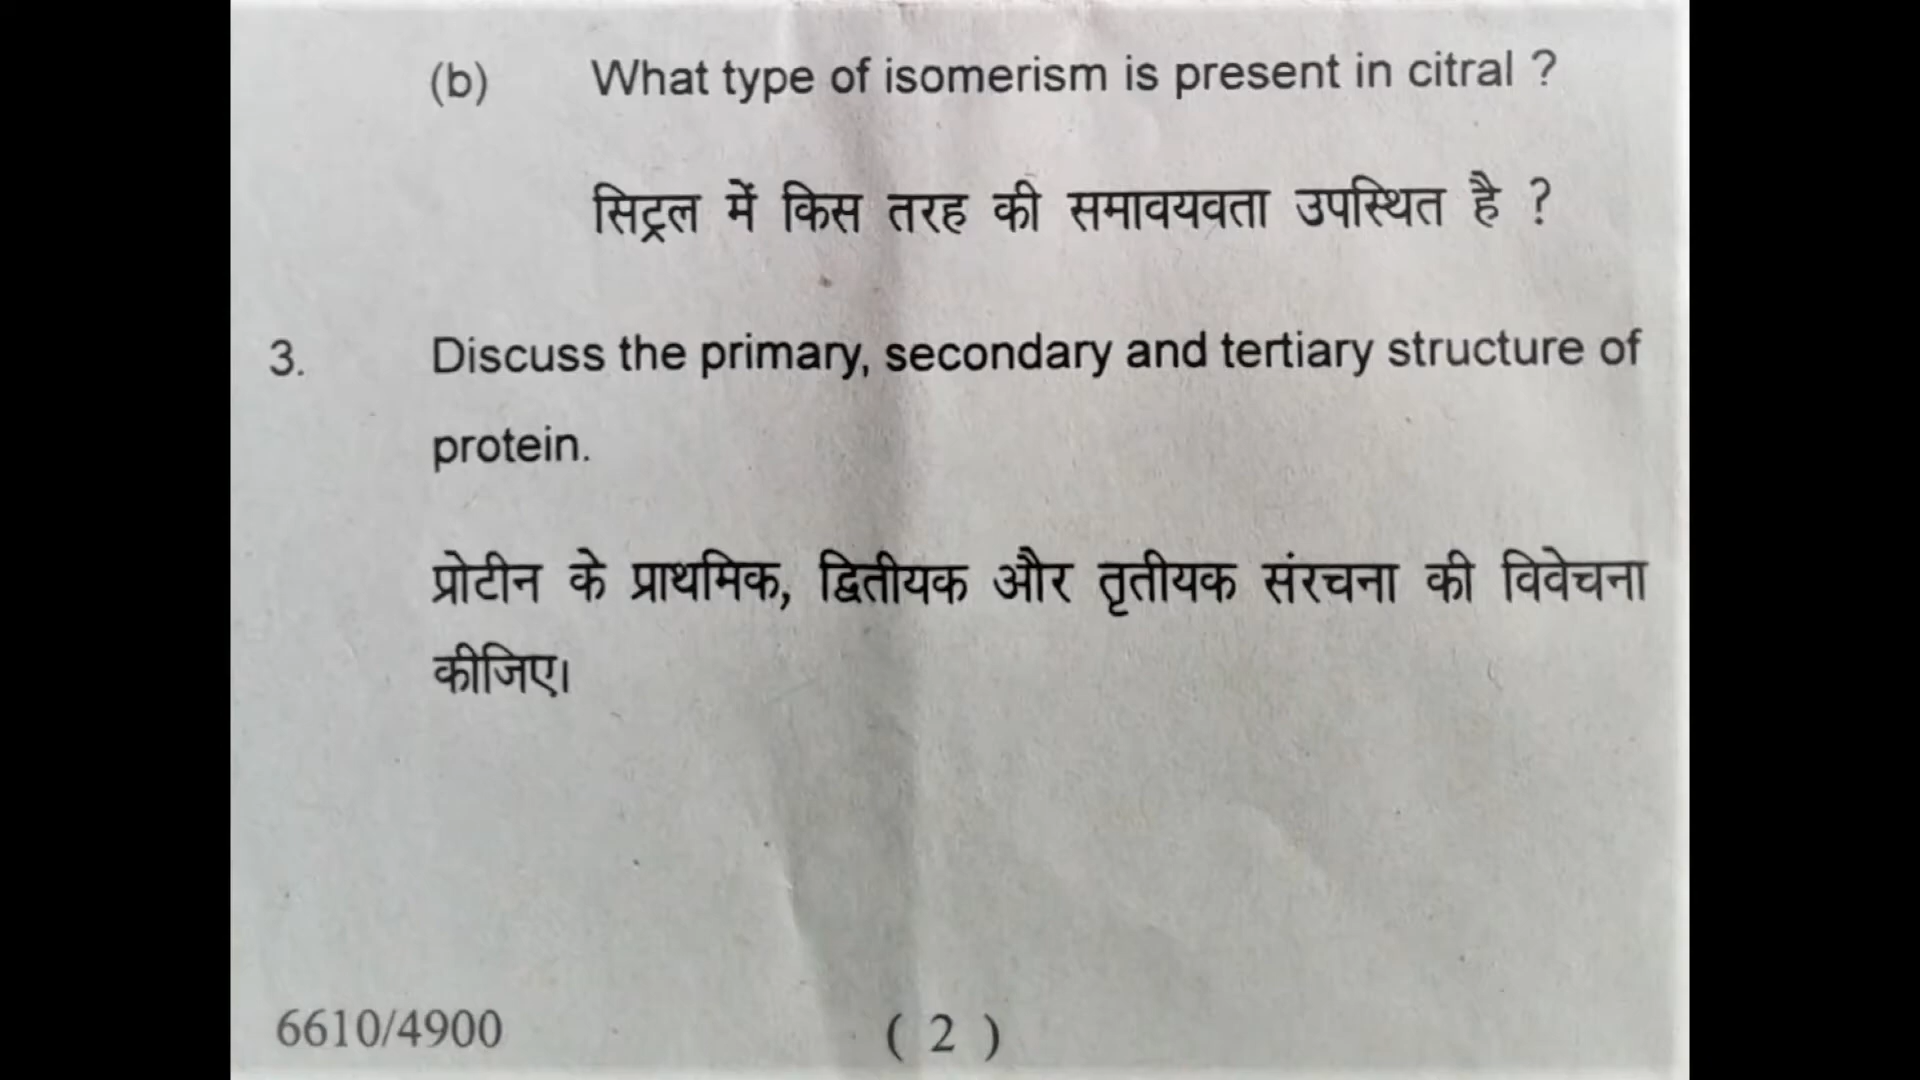 (b) What type of isomerism is present in citral ?
सिट्रल में किस तरह की समावयवता उपस्थित है ?
3. Discuss the primary, secondary and tertiary structure of
protein.
प्रोटीन के प्राथमिक, द्वितीयक और तृतीयक संरचना की विवेचना
कीजिए।
6610/4900 ( 2 )